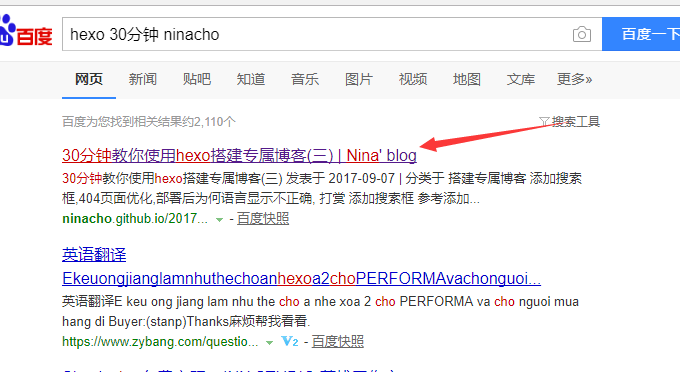 百度
hexo 30分钟 ninacho
百度一下
网页 新闻 贴吧 知道 音乐 图片 视频 地图 文库 更多»
百度为您找到相关结果约2,110个
搜索工具
30分钟教你使用hexo搭建专属博客(三) | Nina' blog
30分钟教你使用hexo搭建专属博客(三) 发表于 2017-09-07 | 分类于 搭建专属博客 添加搜索
框,404页面优化,部署后为何语言显示不正确, 打赏 添加搜索框 参考添加...
ninacho.github.io/2017... - 百度快照
英语翻译
Ekeuongjianglamnhuthechoanhexoa2choPERFORMAvachonguoi...
英语翻译E keu ong jiang lam nhu the cho a nhe xoa 2 cho PERFORMA va cho nguoi mua
hang di Buyer:(stanp)Thanks麻烦帮我看看.
https://www.zybang.com/questio... V2 - 百度快照